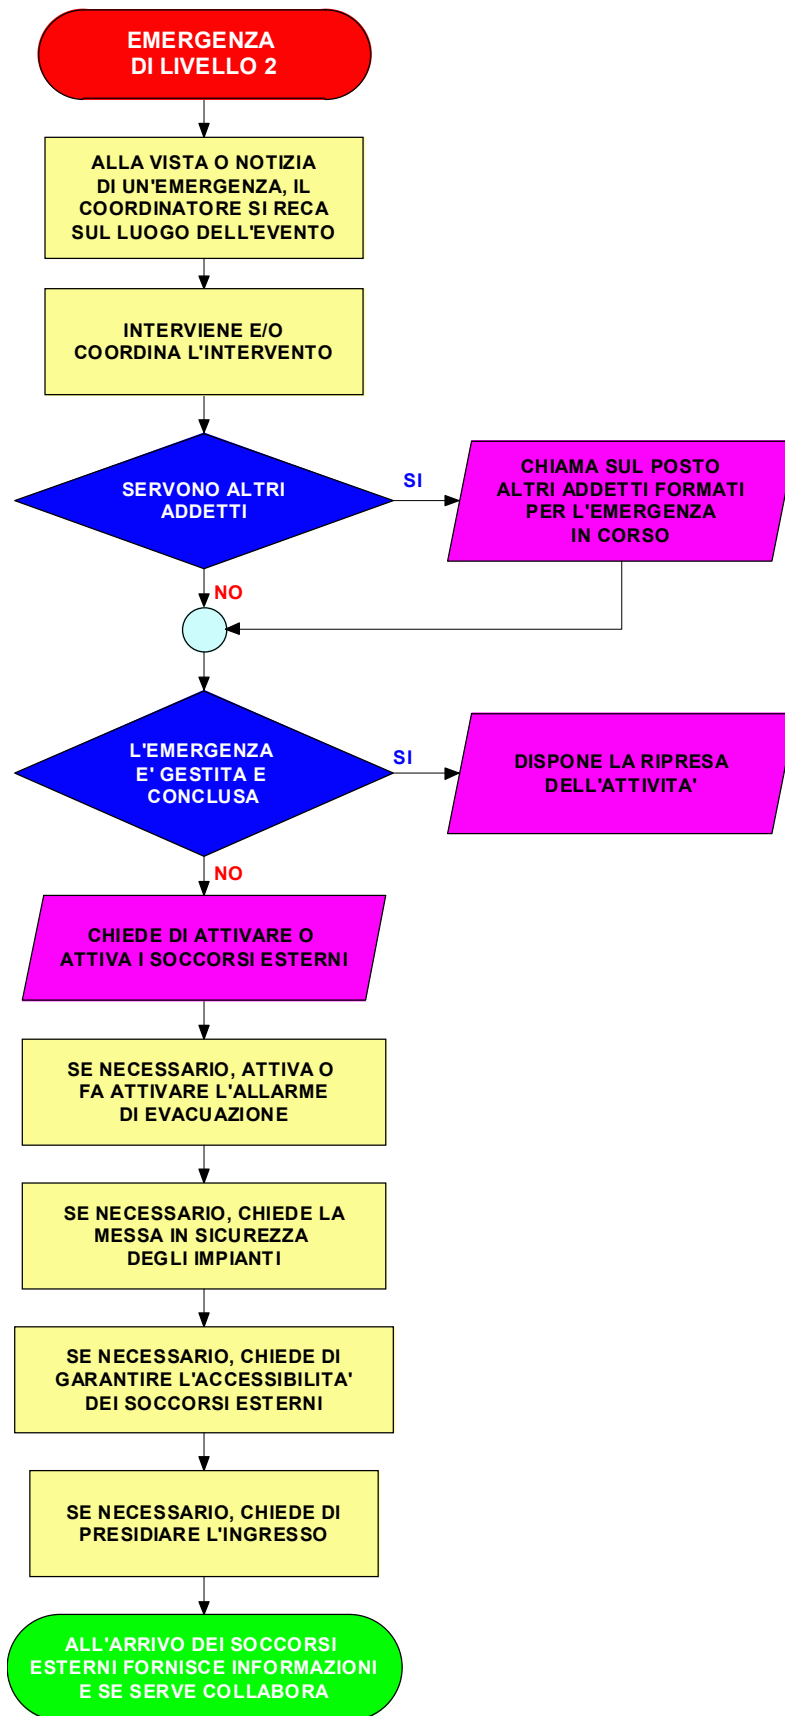 EMERGENZA
DI LIVELLO 2
ALLA VISTA O NOTIZIA
DI UN'EMERGENZA, IL
COORDINATORE SI RECA
SUL LUOGO DELL'EVENTO
INTERVIENE E/O
COORDINA L'INTERVENTO
SERVONO ALTRI
ADDETTI
SI
CHIAMA SUL POSTO
ALTRI ADDETTI FORMATI
PER L'EMERGENZA
IN CORSO
NO
L'EMERGENZA
E' GESTITA E
CONCLUSA
SI
DISPONE LA RIPRESA
DELL'ATTIVITA'
NO
CHIEDE DI ATTIVARE O
ATTIVA I SOCCORSI ESTERNI
SE NECESSARIO, ATTIVA O
FA ATTIVARE L'ALLARME
DI EVACUAZIONE
SE NECESSARIO, CHIEDE LA
MESSA IN SICUREZZA
DEGLI IMPIANTI
SE NECESSARIO, CHIEDE DI
GARANTIRE L'ACCESSIBILITA'
DEI SOCCORSI ESTERNI
SE NECESSARIO, CHIEDE DI
PRESIDIARE L'INGRESSO
ALL'ARRIVO DEI SOCCORSI
ESTERNI FORNISCE INFORMAZIONI
E SE SERVE COLLABORA